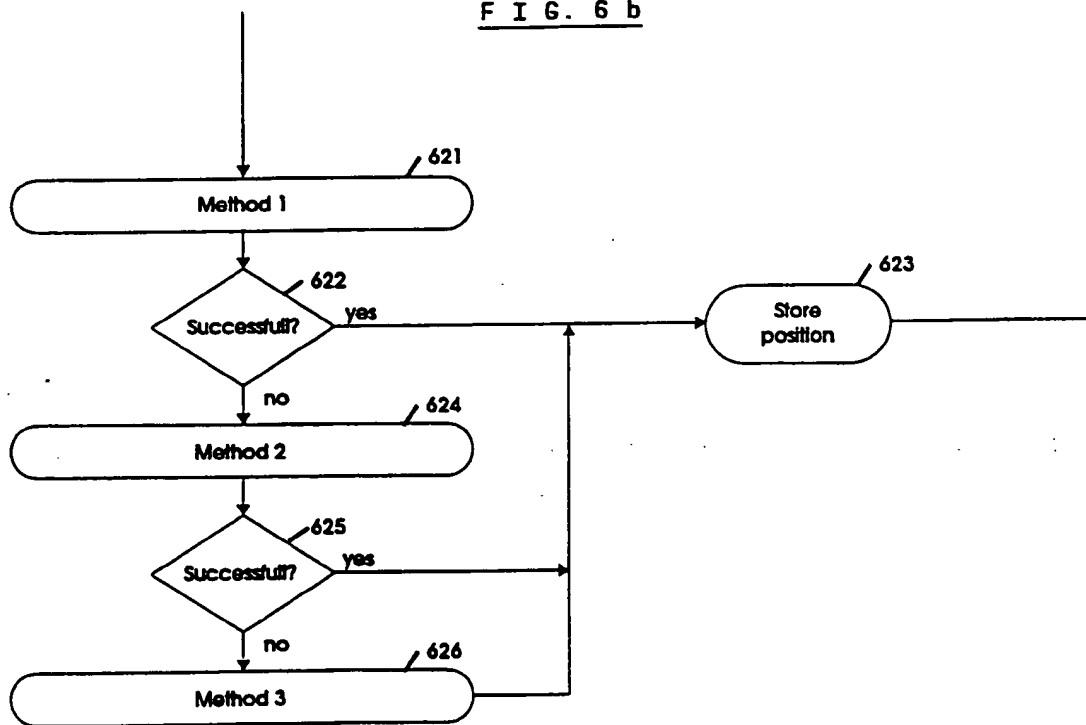 F I G. 6 b
621
Method 1
622
Successfull?
yes
623
Store
position
no
624
Method 2
625
Successfull?
yes
no
626
Method 3